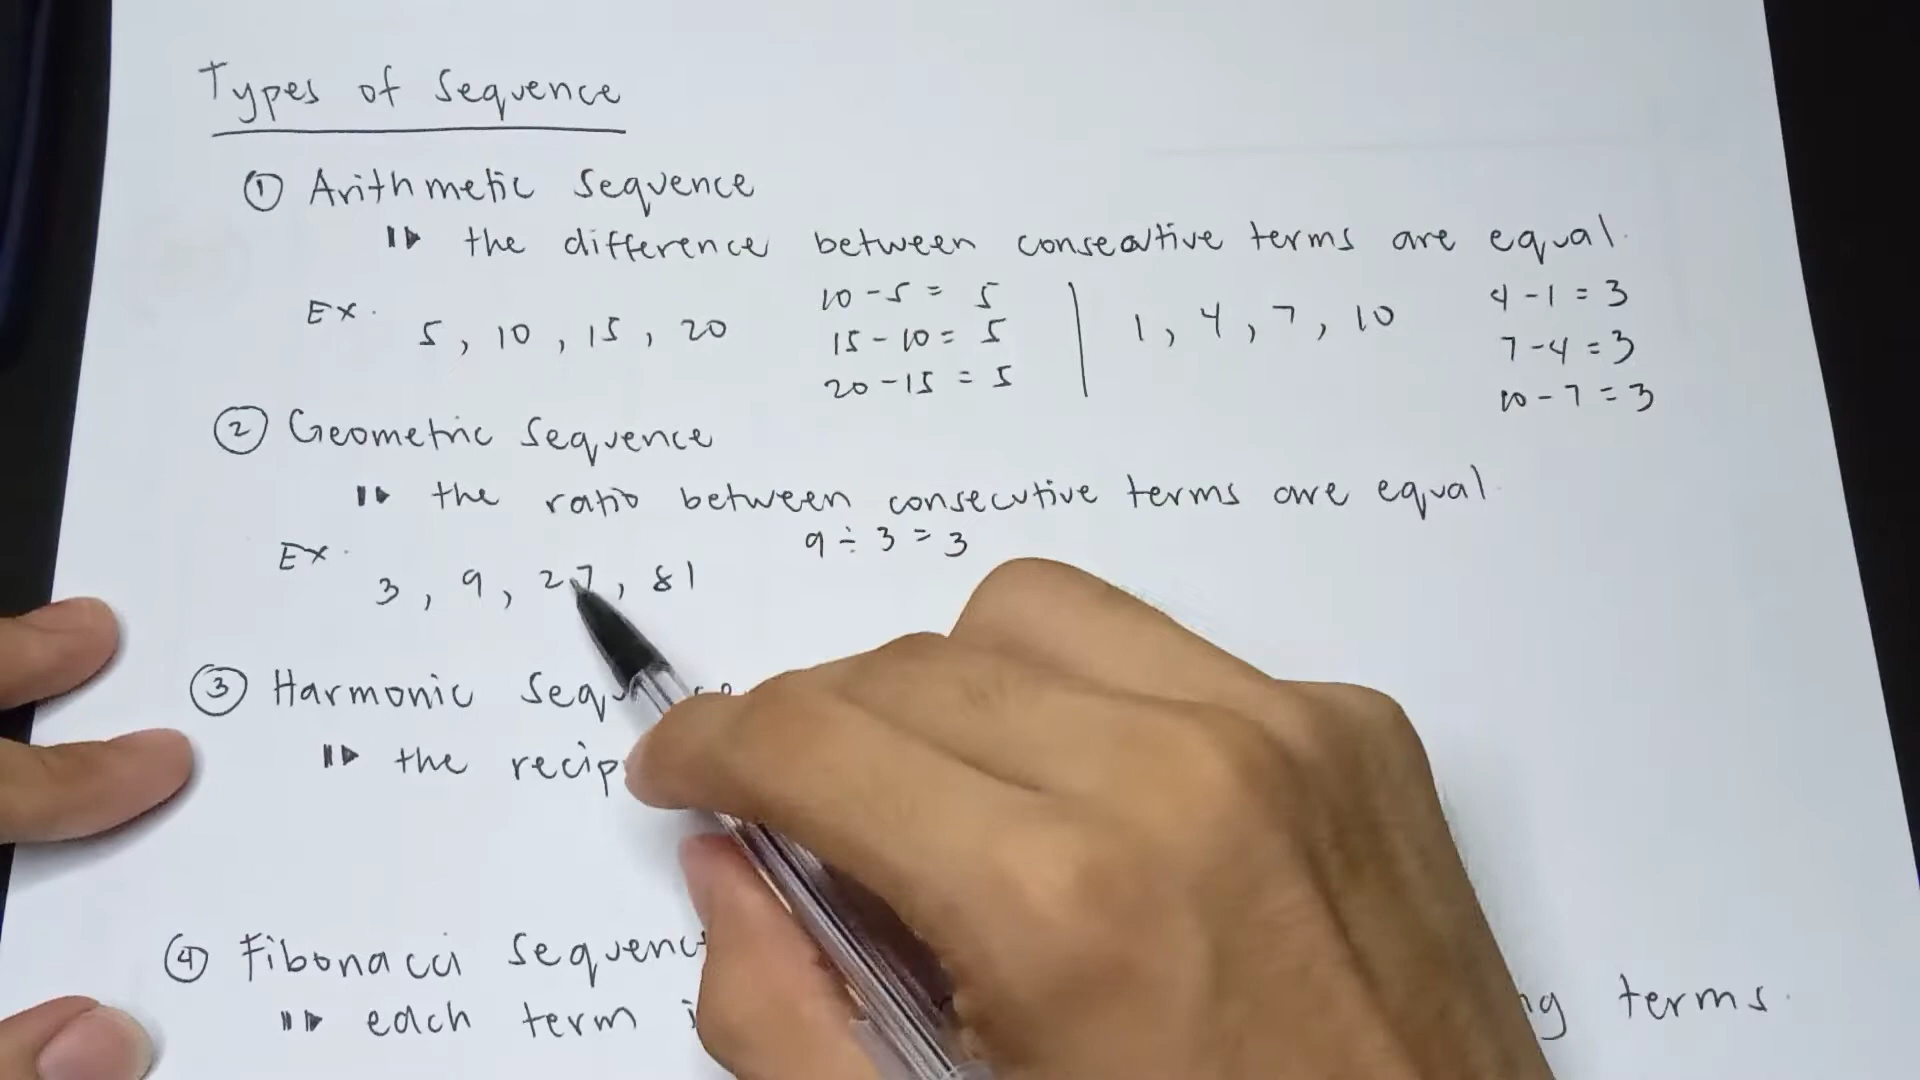 Types of Sequence
① Arithmetic Sequence
the difference between consecutive terms are equal.
Ex. 5, 10, 15, 20
10 - 5 = 5
15 - 10 = 5
20 - 15 = 5
1, 4, 7, 10
4 - 1 = 3
7 - 4 = 3
10 - 7 = 3
② Geometric Sequence
the ratio between consecutive terms are equal.
Ex. 3, 9, 27, 81
9 ÷ 3 = 3
③ Harmonic
the
④ Fibonacci
each term
terms.